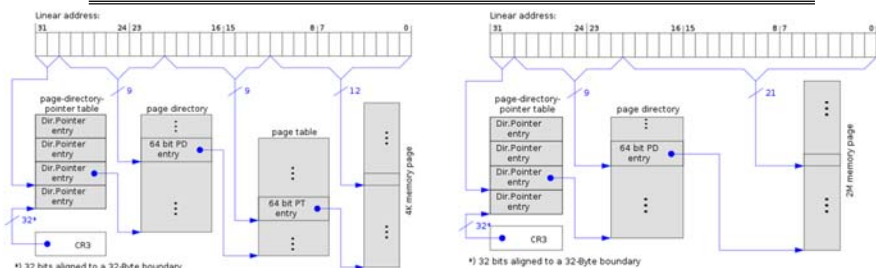 Linear address:
31 24 23 16 15 8 7 0
9 9 12
page-directory-
pointer table
page directory
page table
Dir.Pointer
entry
Dir.Pointer
entry
Dir.Pointer
entry
Dir.Pointer
entry
64 bit PD
entry
64 bit PT
entry
4K memory page
32*
CR3
*) 32 bits aligned to a 32-Byte boundary
Linear address:
31 24 23 16 15 8 7 0
9 21
page-directory-
pointer table
page directory
Dir.Pointer
entry
Dir.Pointer
entry
Dir.Pointer
entry
Dir.Pointer
entry
64 bit PD
entry
2M memory page
32*
CR3
*) 32 bits aligned to a 32-Byte boundary